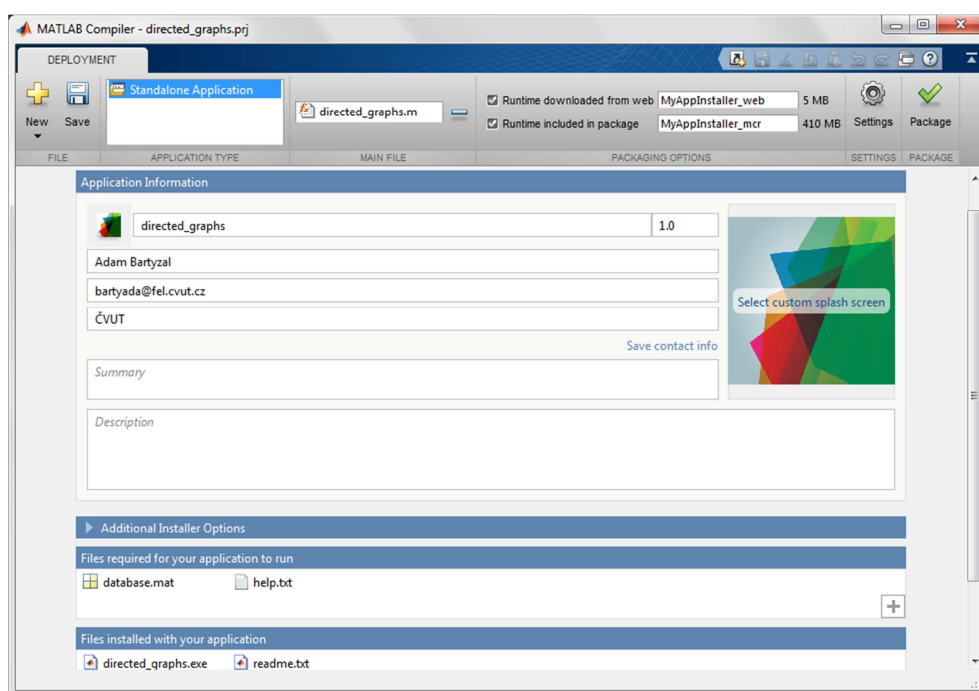 MATLAB Compiler - directed_graphs.prj
DEPLOYMENT
New
Save
Standalone Application
directed_graphs.m
Runtime downloaded from web MyAppInstaller_web 5 MB
Runtime included in package MyAppInstaller_mcr 410 MB
Settings
Package
FILE APPLICATION TYPE MAIN FILE PACKAGING OPTIONS SETTINGS PACKAGE
Application Information
directed_graphs 1.0
Adam Bartyzal
bartyada@fel.cvut.cz
ČVUT
Select custom splash screen
Save contact info
Summary
Description
Additional Installer Options
Files required for your application to run
database.mat help.txt
Files installed with your application
directed_graphs.exe readme.txt